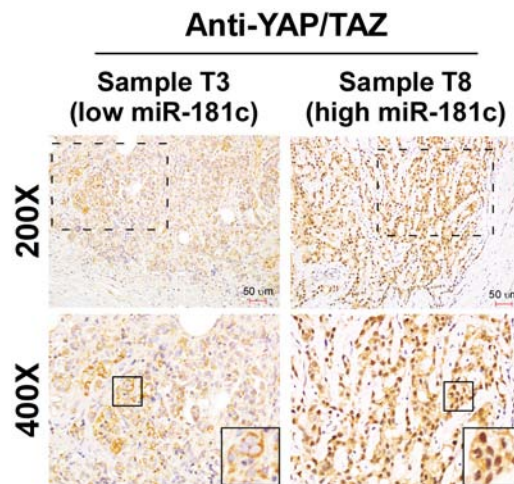 Anti-YAP/TAZ
Sample T3
(low miR-181c)
Sample T8
(high miR-181c)
200X
50 um
50 um
400X